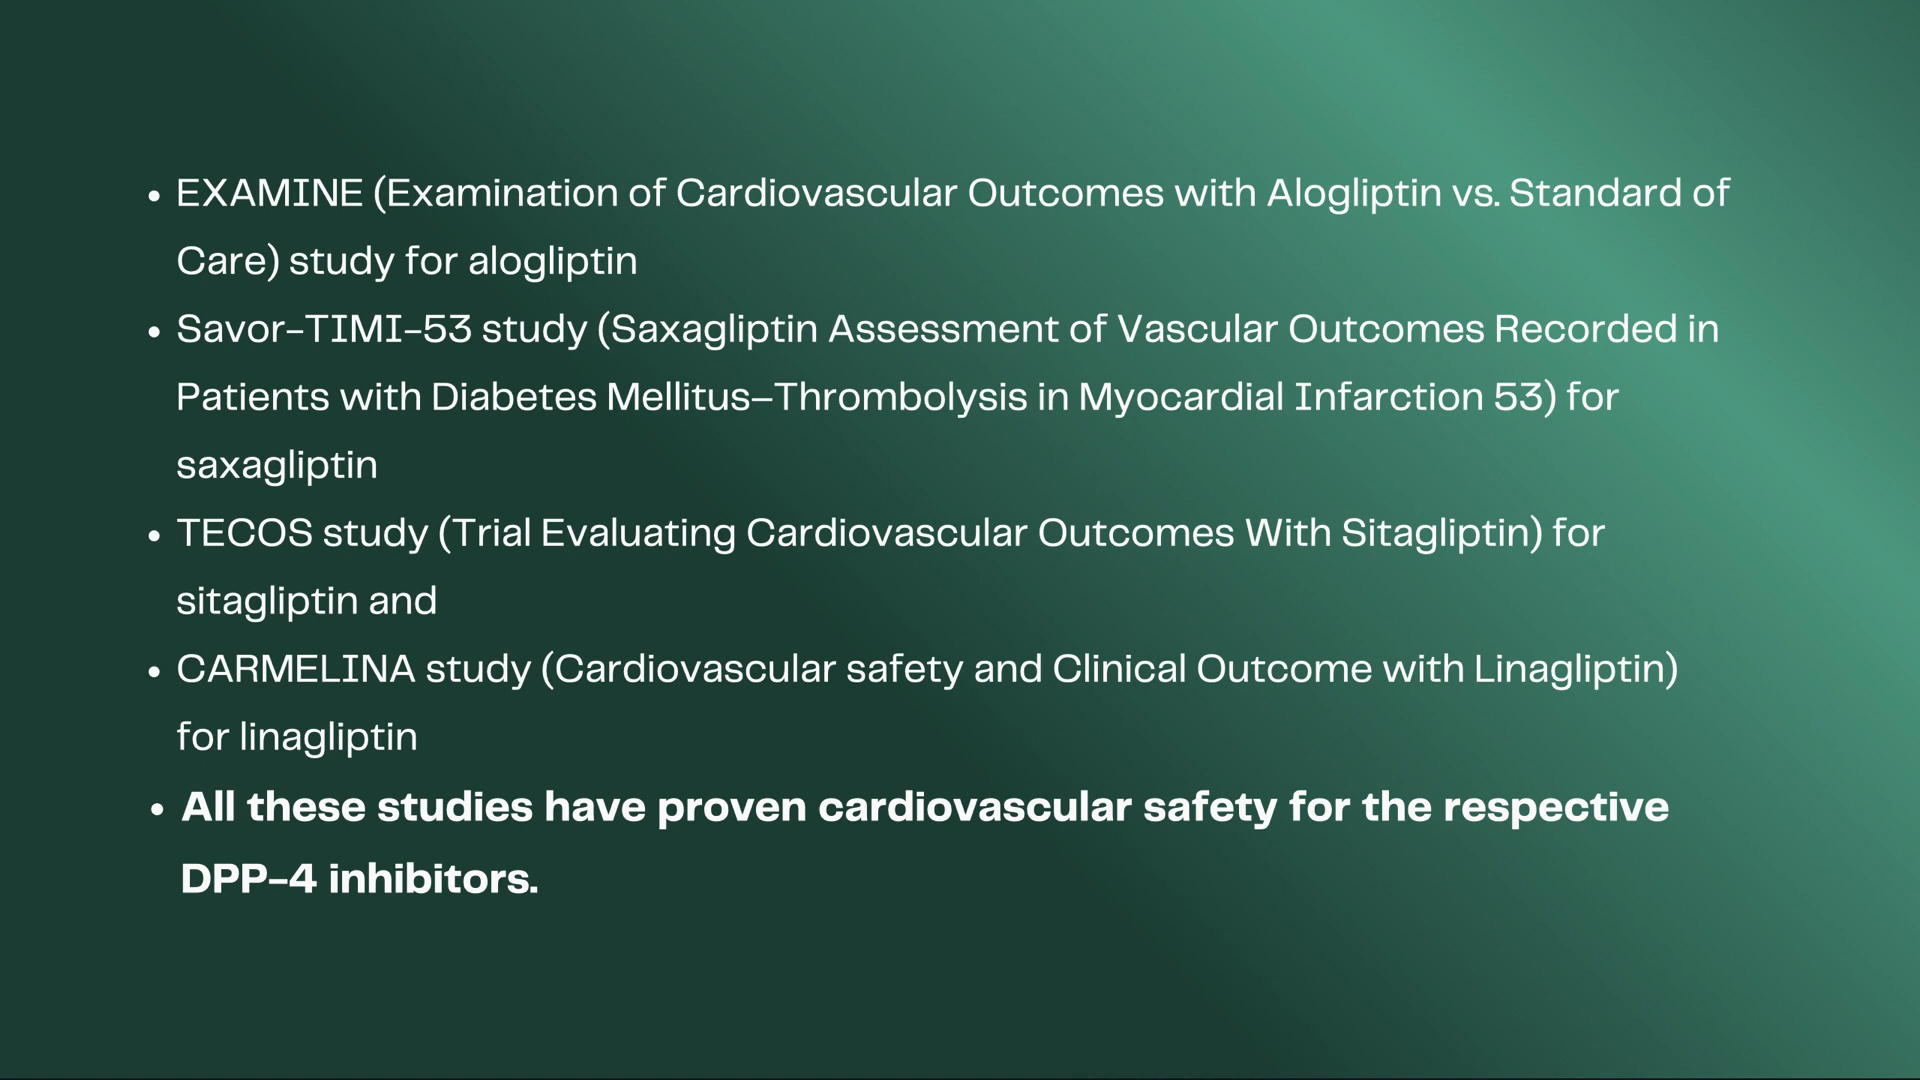 • EXAMINE (Examination of Cardiovascular Outcomes with Alogliptin vs. Standard of
Care) study for alogliptin
• Savor–TIMI–53 study (Saxagliptin Assessment of Vascular Outcomes Recorded in
Patients with Diabetes Mellitus–Thrombolysis in Myocardial Infarction 53) for
saxagliptin
• TECOS study (Trial Evaluating Cardiovascular Outcomes With Sitagliptin) for
sitagliptin and
• CARMELINA study (Cardiovascular safety and Clinical Outcome with Linagliptin)
for linagliptin
• All these studies have proven cardiovascular safety for the respective
DPP–4 inhibitors.